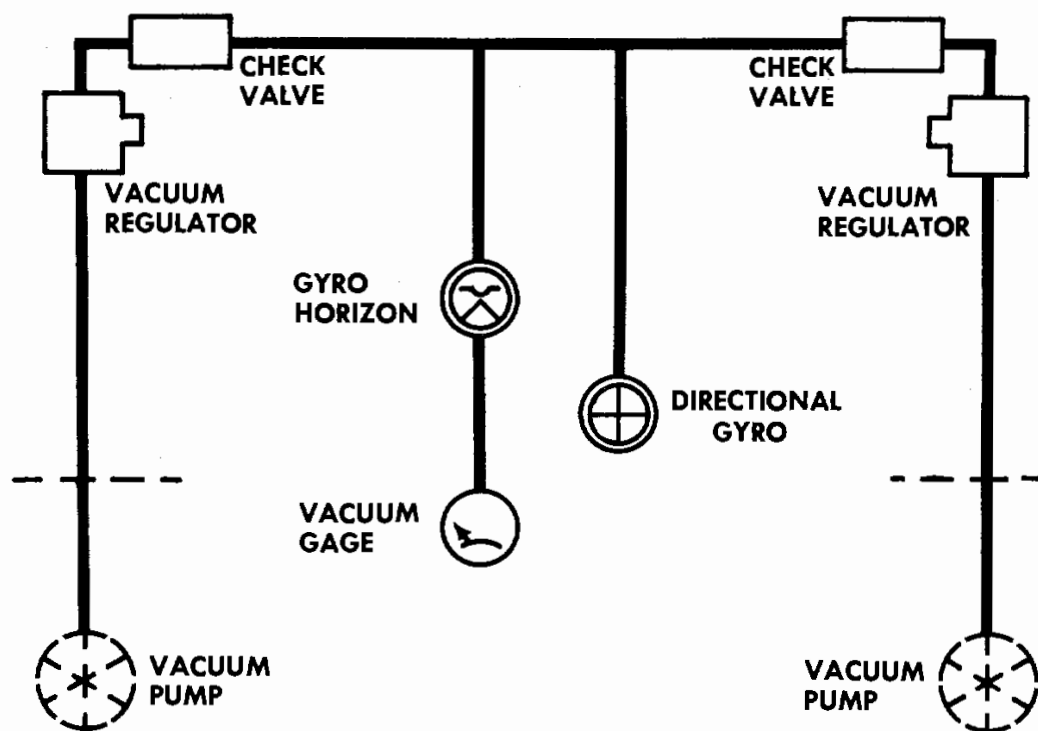 CHECK
VALVE
CHECK
VALVE
VACUUM
REGULATOR
VACUUM
REGULATOR
GYRO
HORIZON
DIRECTIONAL
GYRO
VACUUM
GAGE
VACUUM
PUMP
VACUUM
PUMP